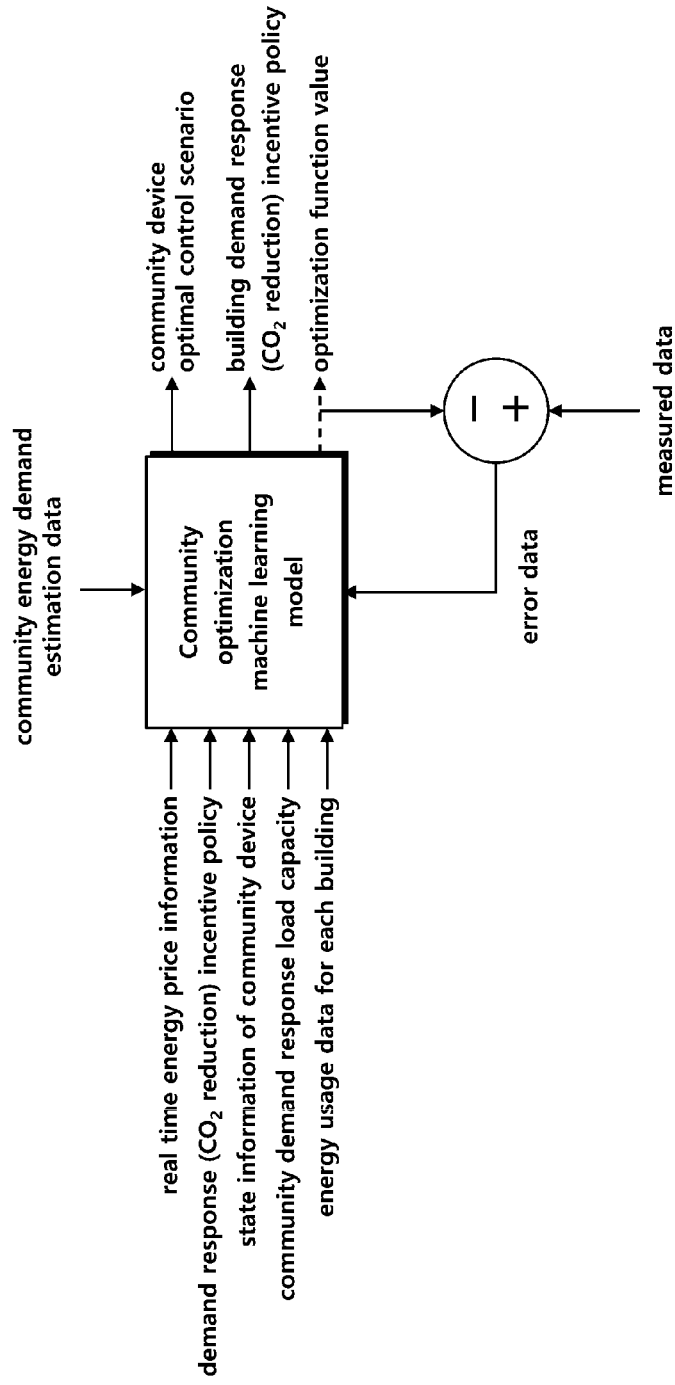 community energy demand
estimation data
real time energy price information
demand response (CO₂ reduction) incentive policy
state information of community device
community demand response load capacity
energy usage data for each building
Community
optimization
machine learning
model
community device
optimal control scenario
building demand response
(CO₂ reduction) incentive policy
optimization function value
−
+
error data
measured data